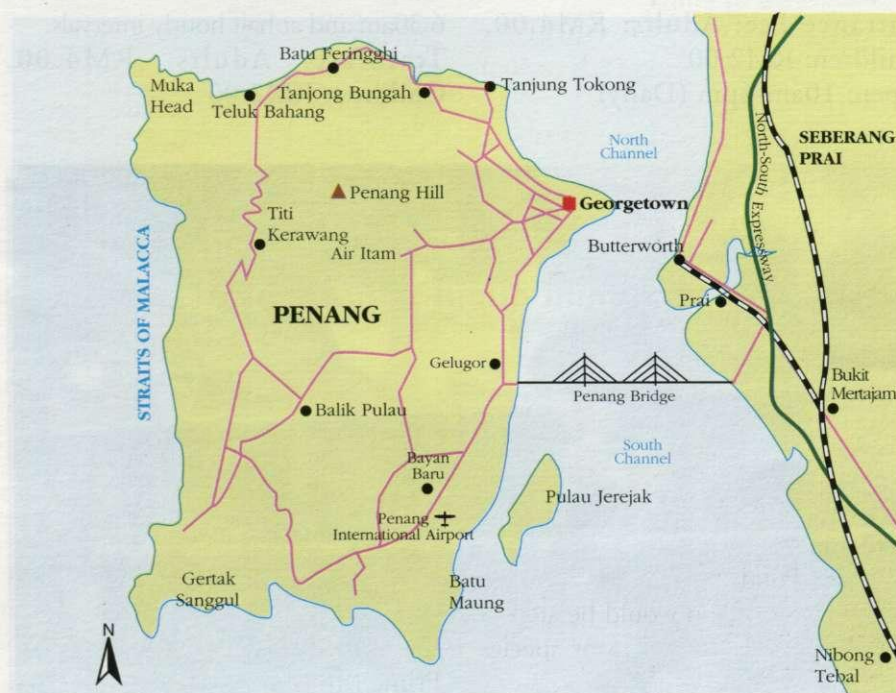 Muka
Head
Batu Feringghi
Teluk Bahang
Tanjong Bungah
Tanjung Tokong
North
Channel
North-South Expressway
SEBERANG
PRAI
Penang Hill
Georgetown
Titi
Kerawang
Air Itam
Butterworth
Prai
STRAITS OF MALACCA
PENANG
Gelugor
Penang Bridge
Bukit
Mertajam
Balik Pulau
South
Channel
Bayan
Baru
Pulau Jerejak
Penang
International Airport
Gertak
Sanggul
Batu
Maung
N
Nibong
Tebal